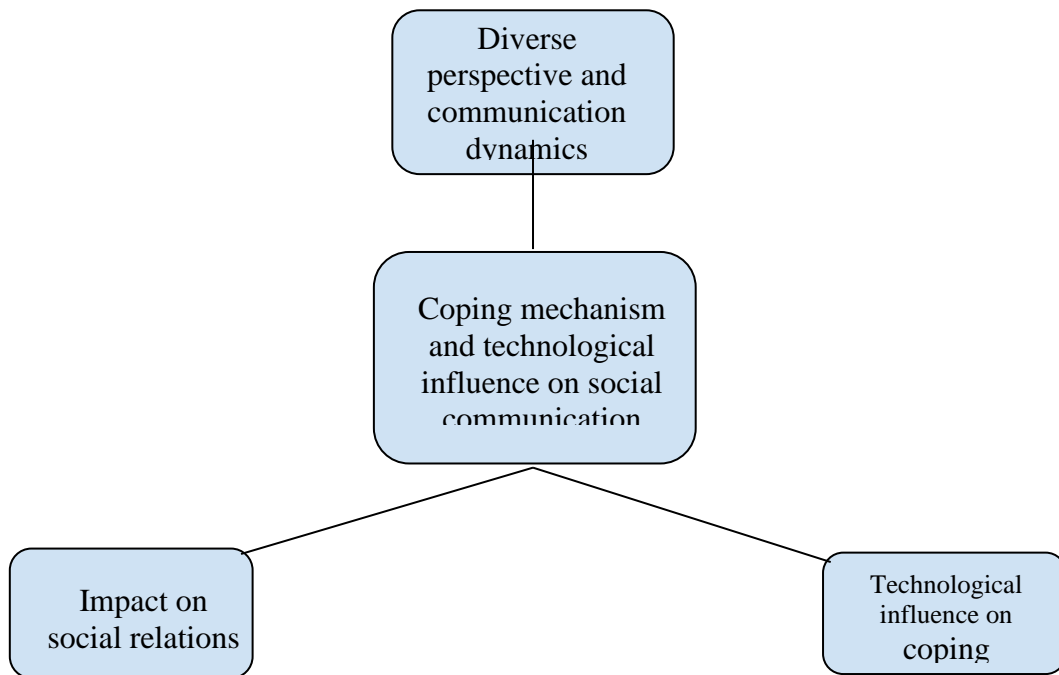 Diverse
perspective and
communication
dynamics
Coping mechanism
and technological
influence on social
communication
Impact on
social relations
Technological
influence on
coping